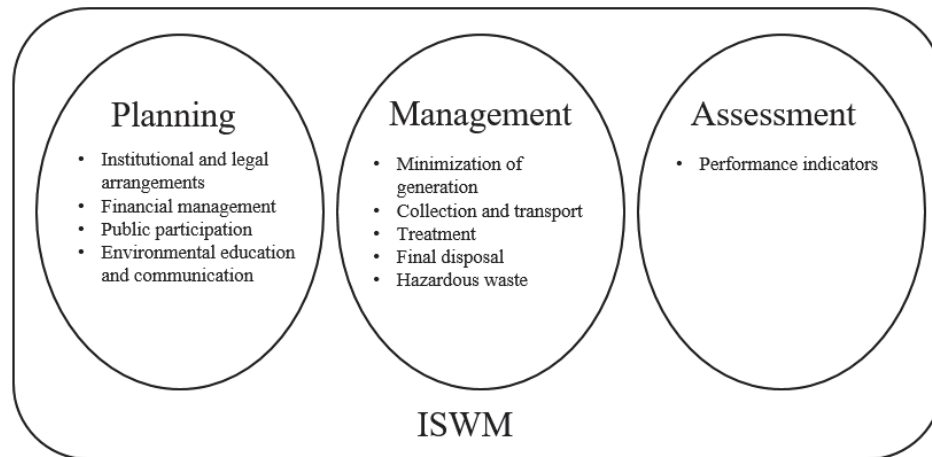 Planning
• Institutional and legal
arrangements
• Financial management
• Public participation
• Environmental education
and communication
Management
• Minimization of
generation
• Collection and transport
• Treatment
• Final disposal
• Hazardous waste
Assessment
• Performance indicators
ISWM